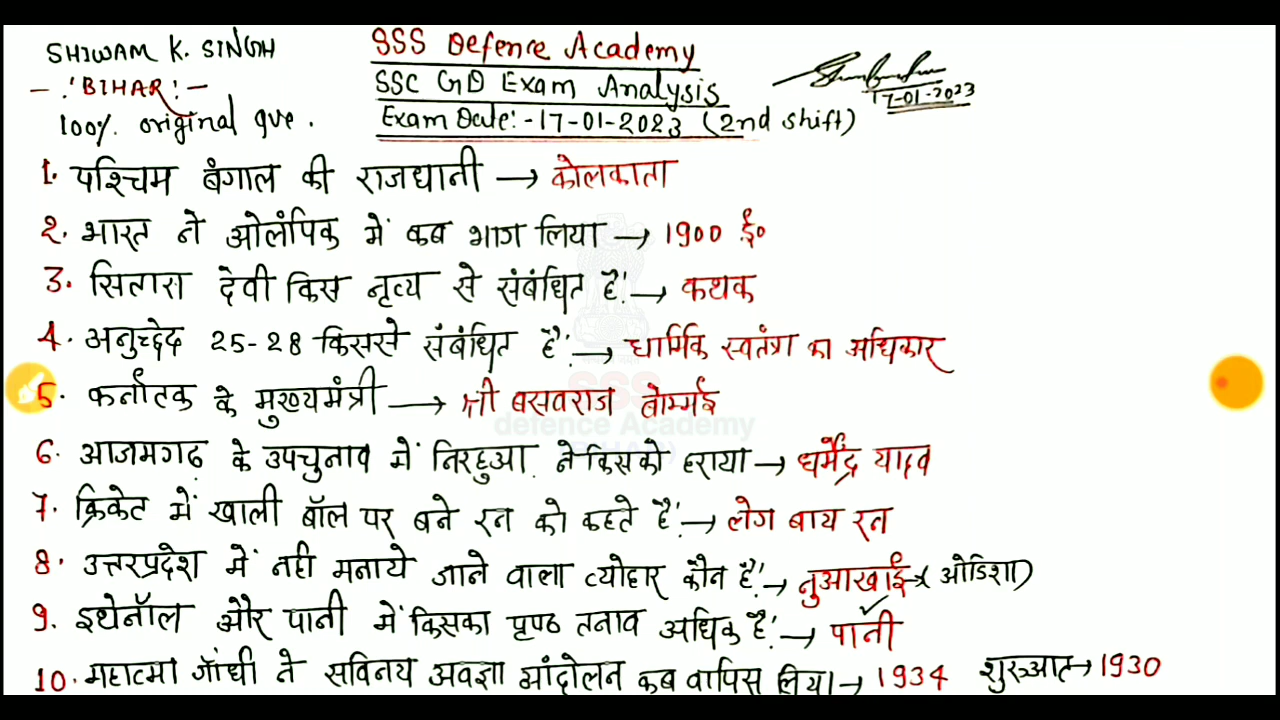 SHIWAM K. SINGH
SSS Defence Academy
-:'BIHAR':-
SSC GD Exam Analysis
17-01-2023
100% original que.
Exam Date:-17-01-2023 (2nd shift)
1. पश्चिम बंगाल की राजधानी → कोलकाता
2. भारत ने ओलंपिक में कब भाग लिया → 1900 ई०
3. सितारा देवी किस नृत्य से संबंधित हैं → कथक
4. अनुच्छेद 25-28 किससे संबंधित हैं → धार्मिक स्वतंत्रा का अधिकार
5. कर्नाटक के मुख्यमंत्री → श्री बसवराज बोम्मई
SSS
defence Academy
6. आजमगढ़ के उपचुनाव में निरहुआ ने किसको हराया → धर्मेंद्र यादव
7. क्रिकेट में खाली बॉल पर बने रन को कहते हैं → लेग बाय रन
8. उत्तरप्रदेश में नही मनाये जाने वाला त्योहार कौन हैं → नुआखाई → (ओडिशा)
9. इथेनॉल और पानी में किसका पृष्ठ तनाव अधिक हैं → पानी
10. महात्मा गाँधी ने सविनय अवज्ञा आंदोलन कब वापिस लिया → 1934 शुरुआत → 1930